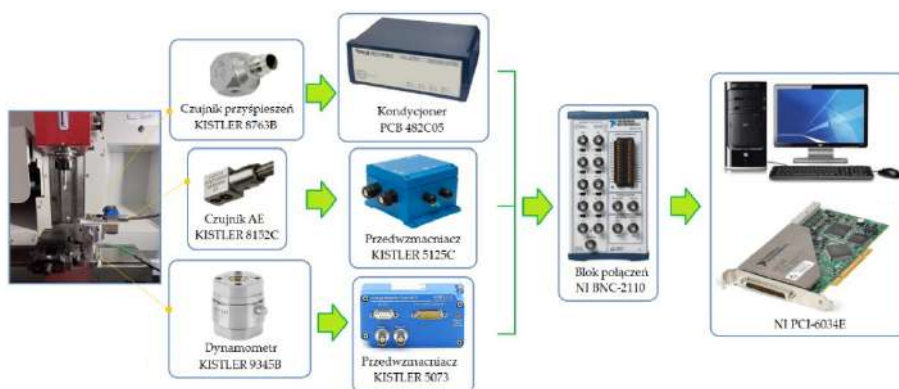 Czujnik przyśpieszeń
KISTLER 8763B
Kondycjoner
PCB 482C05
Czujnik AE
KISTLER 8152C
Przedwzmacniacz
KISTLER 5125C
Dynamometr
KISTLER 9345B
Przedwzmacniacz
KISTLER 5073
Blok połączeń
NI BNC-2110
NI PCI-6034E